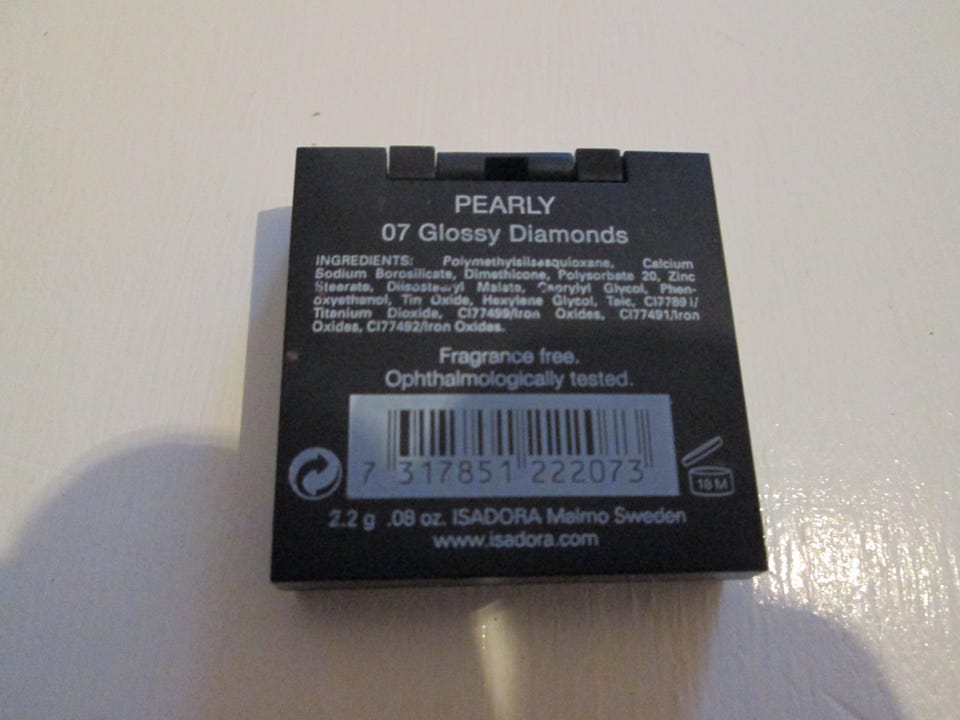 PEARLY
07 Glossy Diamonds
INGREDIENTS: Polymethylsilsesquioxane, Calcium
Sodium Borosilicate, Dimethicone, Polysorbate 20, Zinc
Stearate, Diisostearyl Malate, Caprylyl Glycol, Phen-
oxyethanol, Tin Oxide, Hexylene Glycol, Talc, CI77891/
Titanium Dioxide, CI77499/Iron Oxides, CI77491/Iron
Oxides, CI77492/Iron Oxides.
Fragrance free.
Ophthalmologically tested.
7 317851 222073
18 M
2.2 g .08 oz. ISADORA Malmo Sweden
www.isadora.com